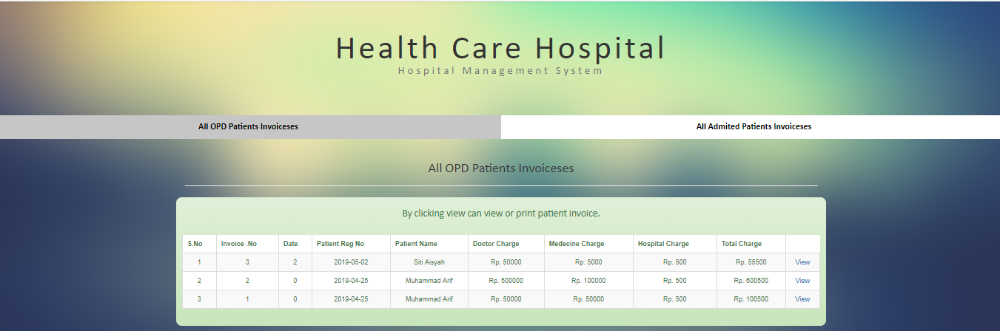 Health Care Hospital
Hospital Management System
All OPD Patients Invoiceses All Admited Patients Invoiceses
All OPD Patients Invoiceses
By clicking view can view or print patient invoice.
S.No Invoice .No Date Patient Reg No Patient Name Doctor Charge Medecine Charge Hospital Charge Total Charge
1 3 2 2019-05-02 Siti Aisyah Rp. 50000 Rp. 5000 Rp. 500 Rp. 55500 View
2 2 0 2019-04-25 Muhammad Arif Rp. 500000 Rp. 100000 Rp. 500 Rp. 600500 View
3 1 0 2019-04-25 Muhammad Arif Rp. 50000 Rp. 50000 Rp. 500 Rp. 100500 View